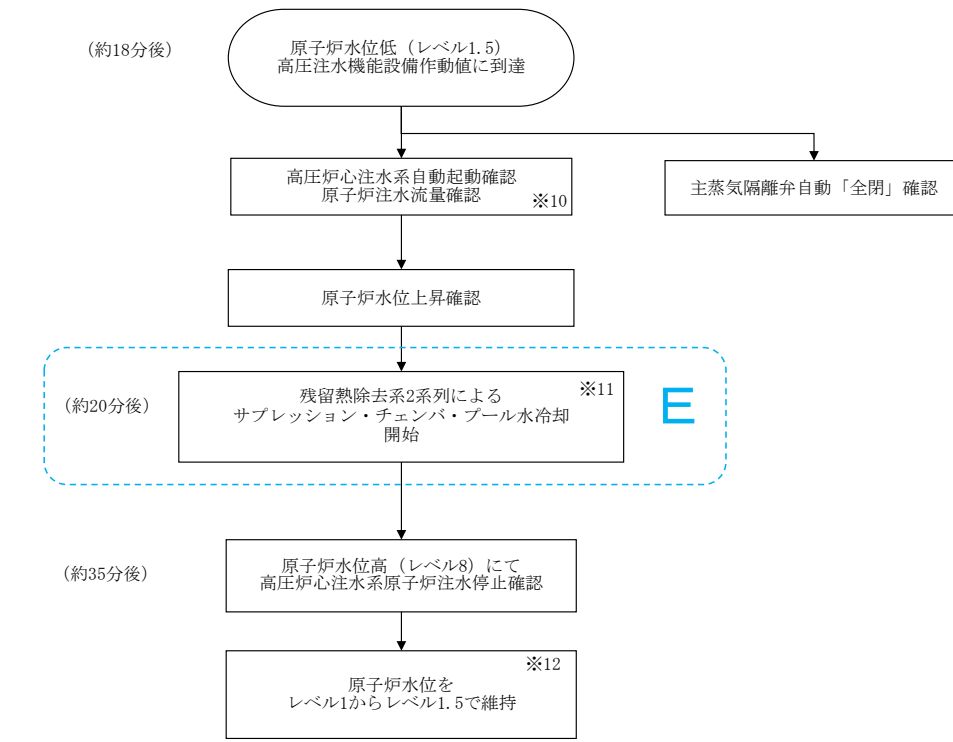 (約18分後)
原子炉水位低（レベル1.5）
高圧注水機能設備作動値に到達
高圧炉心注水系自動起動確認
原子炉注水流量確認
※10
主蒸気隔離弁自動「全閉」確認
原子炉水位上昇確認
(約20分後)
※11
残留熱除去系2系列による
サプレッション・チェンバ・プール水冷却
開始
E
(約35分後)
原子炉水位高（レベル8）にて
高圧炉心注水系原子炉注水停止確認
※12
原子炉水位を
レベル1からレベル1.5で維持